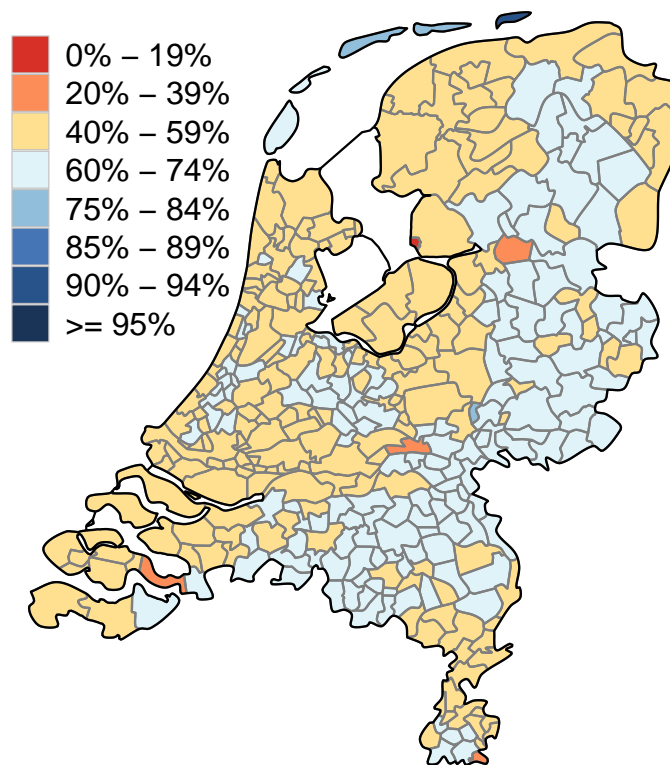 0% – 19%
20% – 39%
40% – 59%
60% – 74%
75% – 84%
85% – 89%
90% – 94%
>= 95%